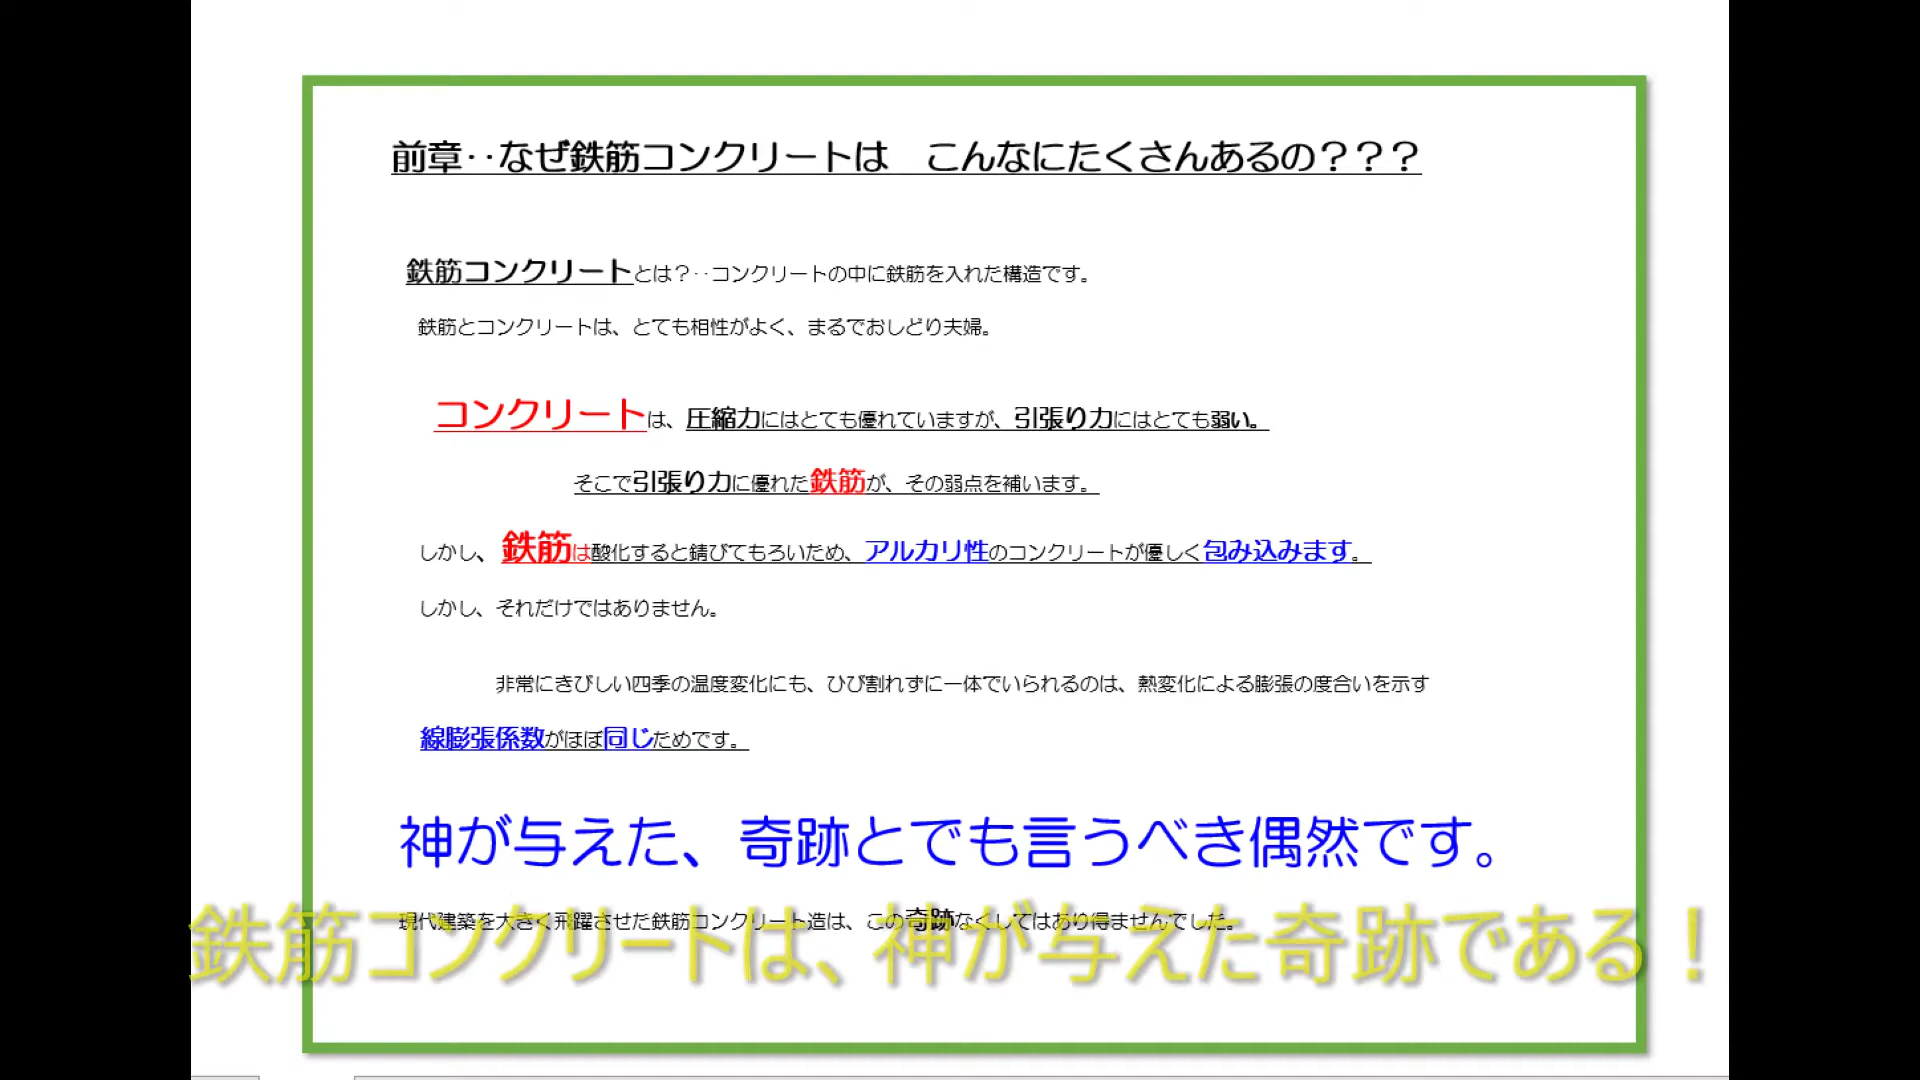 前章‥なぜ鉄筋コンクリートは　こんなにたくさんあるの？？？
鉄筋コンクリートとは？‥コンクリートの中に鉄筋を入れた構造です。
鉄筋とコンクリートは、とても相性がよく、まるでおしどり夫婦。
コンクリートは、圧縮力にはとても優れていますが、引張り力にはとても弱い。
そこで引張り力に優れた鉄筋が、その弱点を補います。
しかし、鉄筋は酸化すると錆びてもろいため、アルカリ性のコンクリートが優しく包み込みます。
しかし、それだけではありません。
非常にきびしい四季の温度変化にも、ひび割れずに一体でいられるのは、熱変化による膨張の度合いを示す
線膨張係数がほぼ同じためです。
神が与えた、奇跡とでも言うべき偶然です。
現代建築を大きく飛躍させた鉄筋コンクリート造は、この奇跡なくしてはあり得ませんでした。
鉄筋コンクリートは、神が与えた奇跡である！